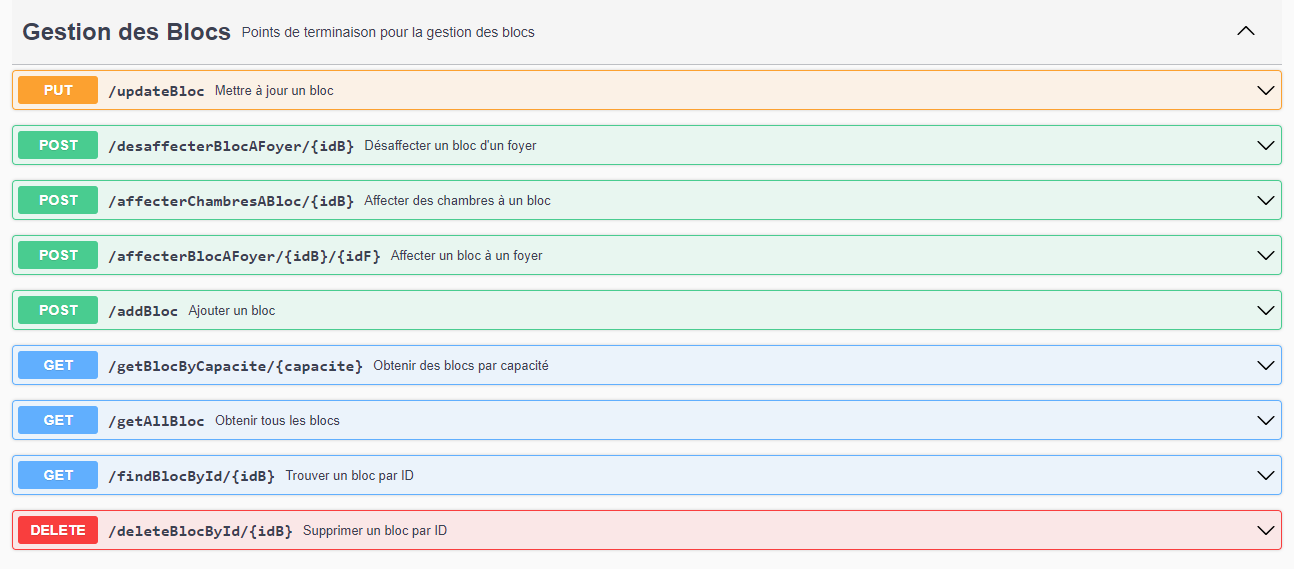 Gestion des Blocs Points de terminaison pour la gestion des blocs
PUT /updateBloc Mettre à jour un bloc
POST /desaffecterBlocAFoyer/{idB} Désaffecter un bloc d'un foyer
POST /affecterChambresABloc/{idB} Affecter des chambres à un bloc
POST /affecterBlocAFoyer/{idB}/{idF} Affecter un bloc à un foyer
POST /addBloc Ajouter un bloc
GET /getBlocByCapacite/{capacite} Obtenir des blocs par capacité
GET /getAllBloc Obtenir tous les blocs
GET /findBlocById/{idB} Trouver un bloc par ID
DELETE /deleteBlocById/{idB} Supprimer un bloc par ID